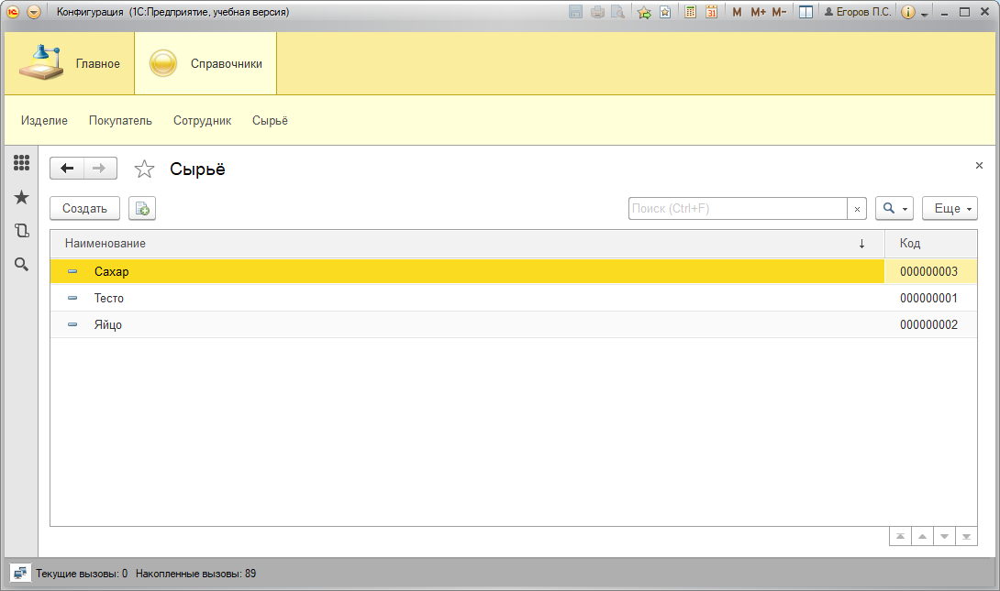 Конфигурация (1С:Предприятие, учебная версия) 31 M M+ M- Егоров П.С.
Главное Справочники
Изделие Покупатель Сотрудник Сырьё
Сырьё
Создать Поиск (Ctrl+F) Еще
Наименование Код
Сахар 000000003
Тесто 000000001
Яйцо 000000002
Текущие вызовы: 0 Накопленные вызовы: 89